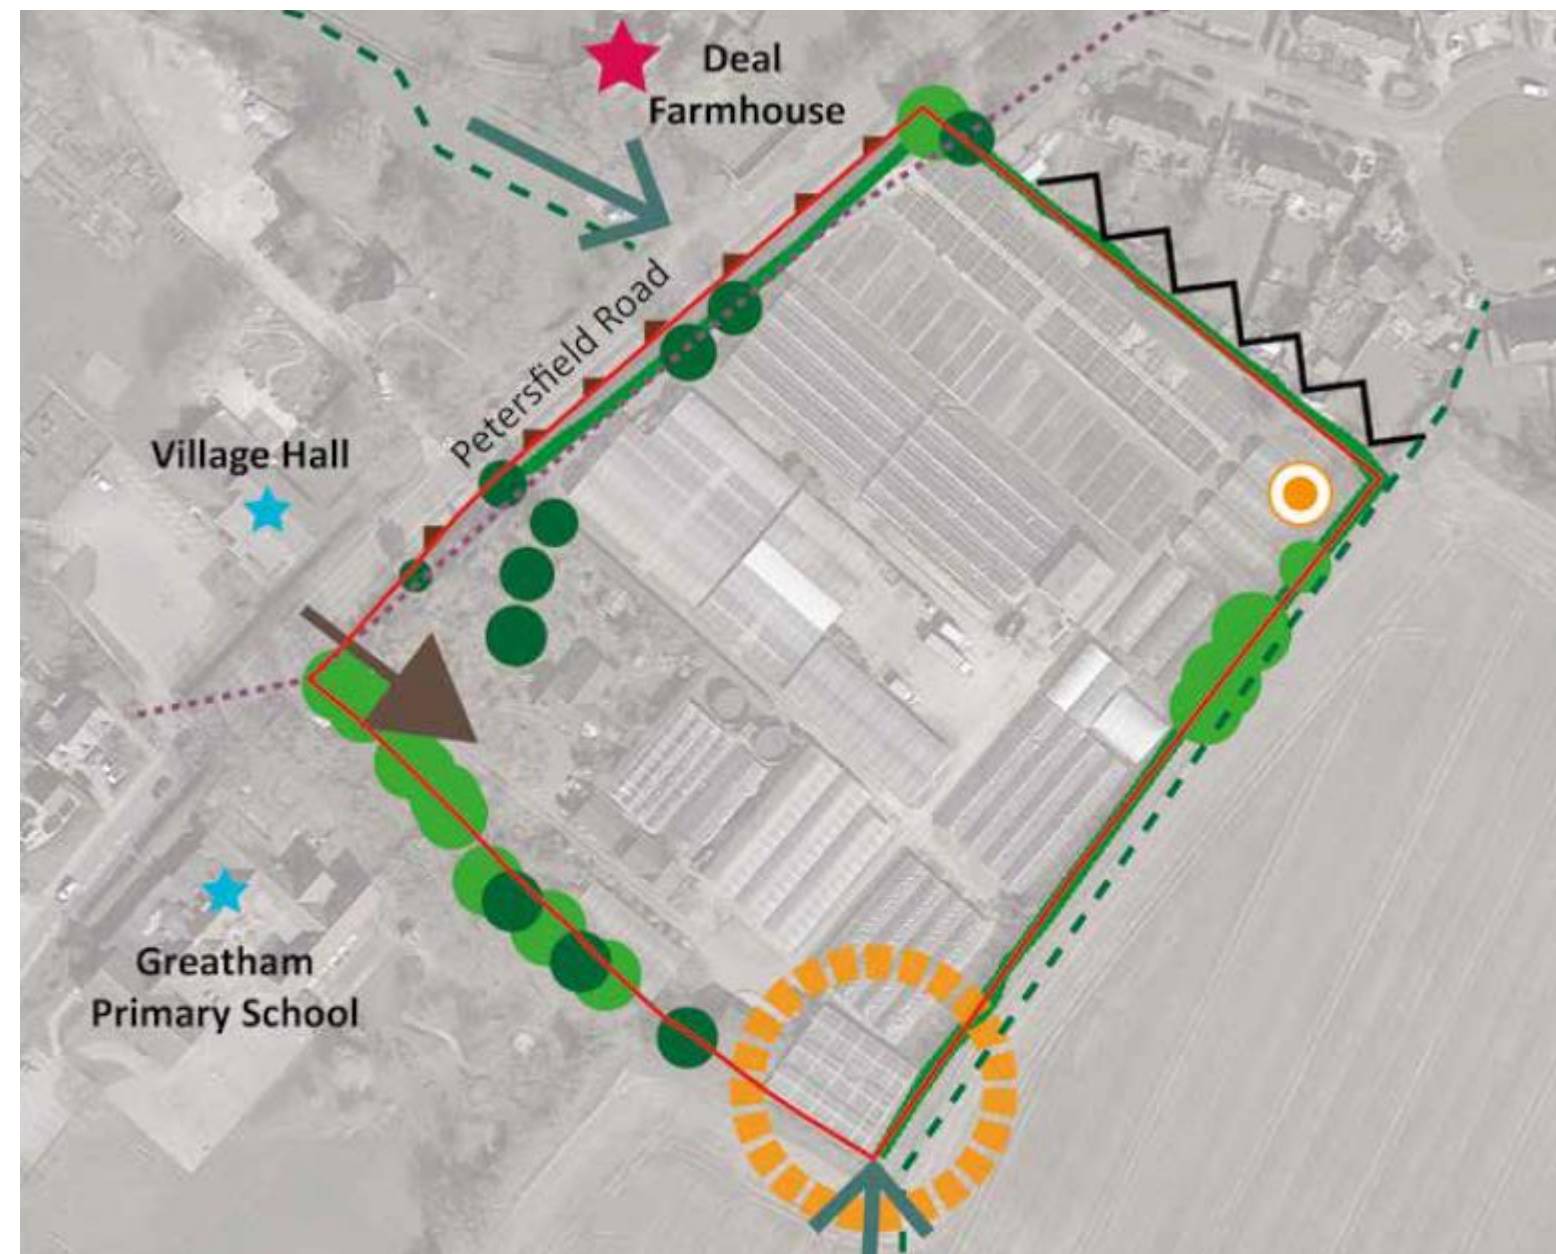 Deal
Farmhouse
Petersfield Road
Village Hall
Greatham
Primary School